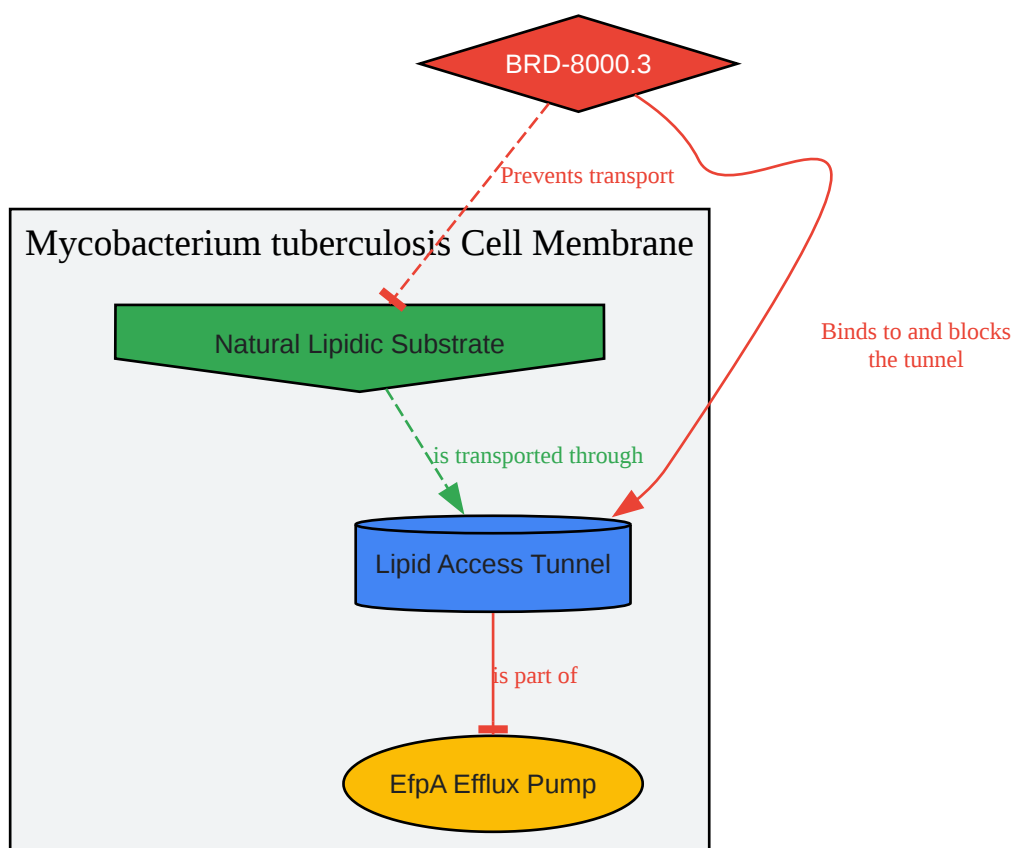 BRD-8000.3
Prevents transport
Mycobacterium tuberculosis Cell Membrane
Natural Lipidic Substrate
Binds to and blocks
the tunnel
is transported through
Lipid Access Tunnel
is part of
EfpA Efflux Pump